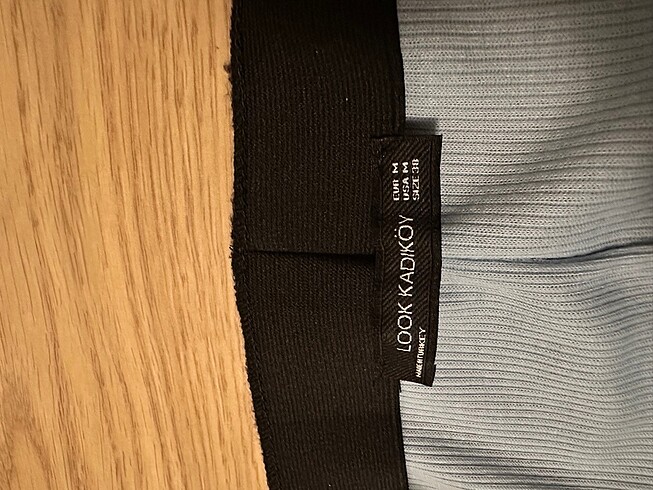 LOOK KADIKÖY
MADE IN TURKEY
EUR M
USA M
SIZE 38